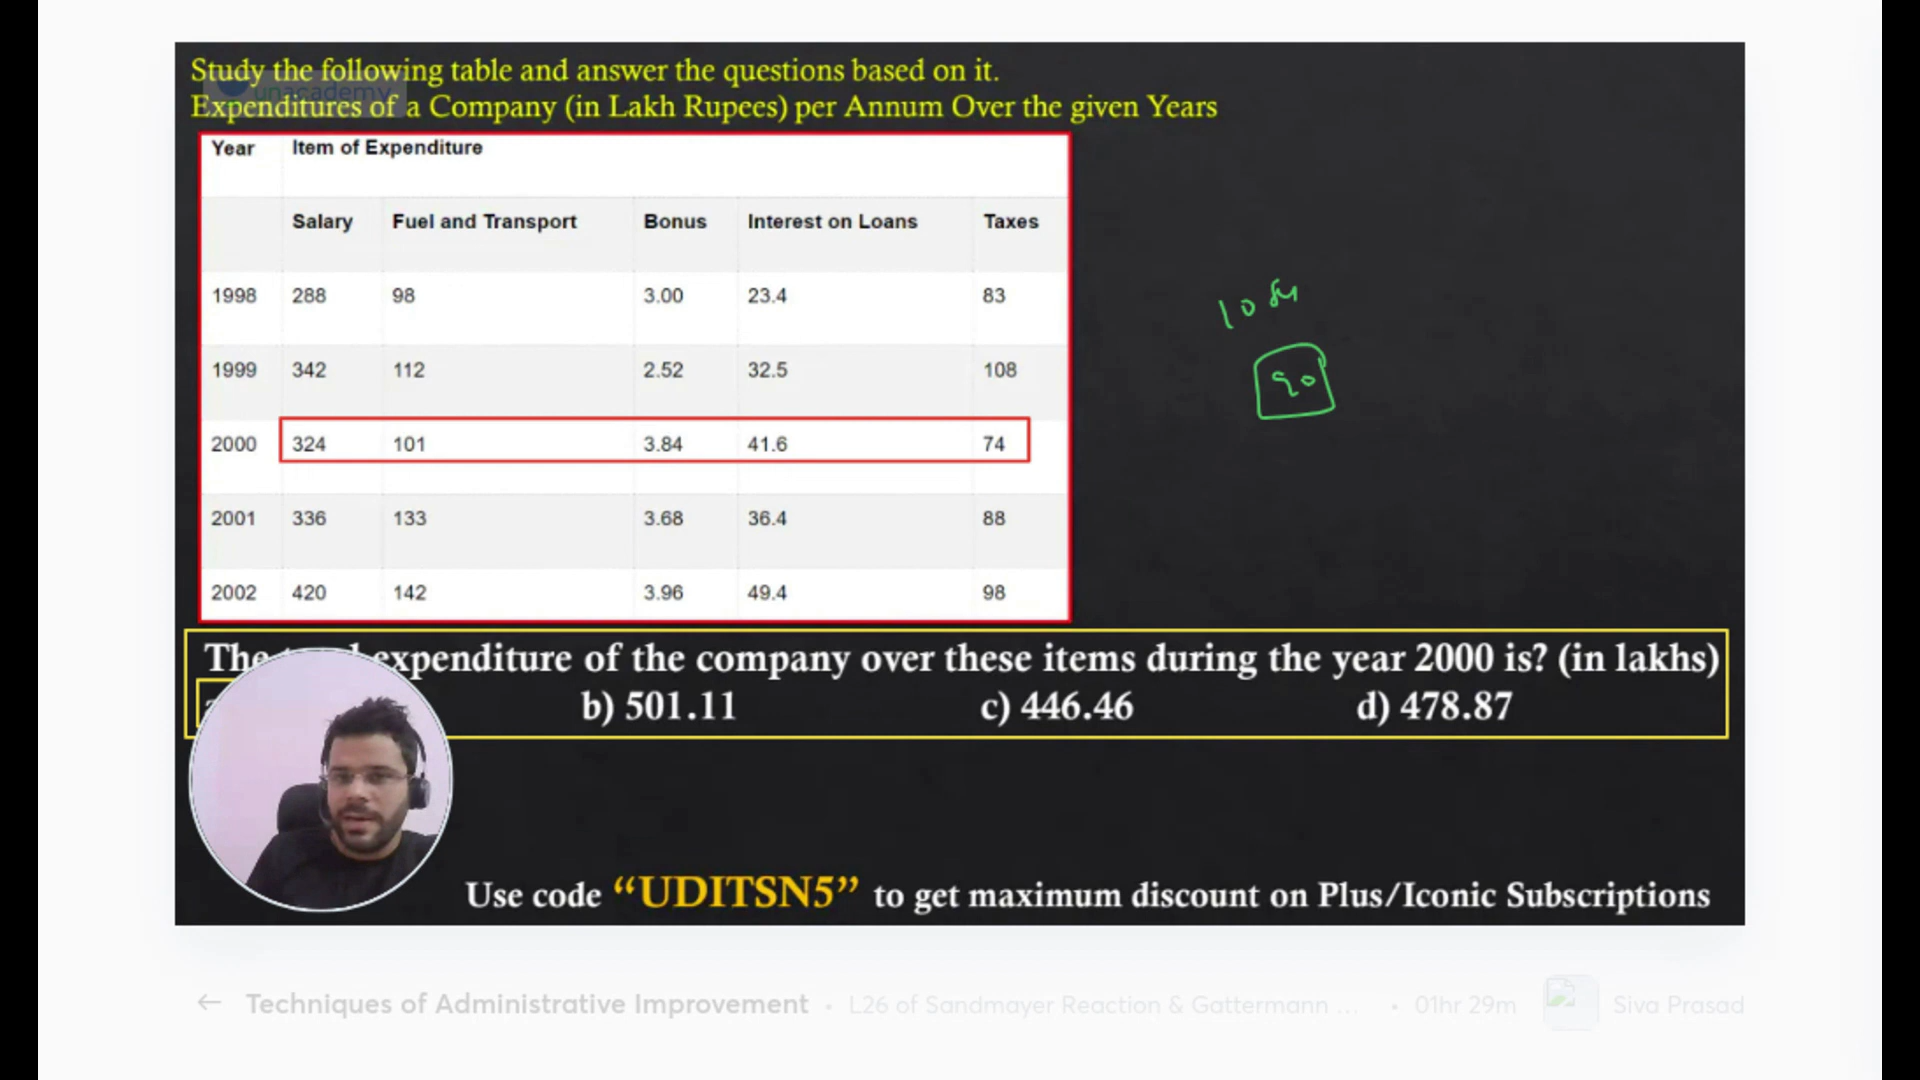 Study the following table and answer the questions based on it.
unacademy
Expenditures of a Company (in Lakh Rupees) per Annum Over the given Years
Year Item of Expenditure
Salary Fuel and Transport Bonus Interest on Loans Taxes
1998 288 98 3.00 23.4 83
1999 342 112 2.52 32.5 108
2000 324 101 3.84 41.6 74
2001 336 133 3.68 36.4 88
2002 420 142 3.96 49.4 98
10
90
The expenditure of the company over these items during the year 2000 is? (in lakhs)
b) 501.11 c) 446.46 d) 478.87
Use code “UDITSN5” to get maximum discount on Plus/Iconic Subscriptions
← Techniques of Administrative Improvement • L26 of Sandmayer Reaction & Gattermann ... • 01hr 29m Siva Prasad